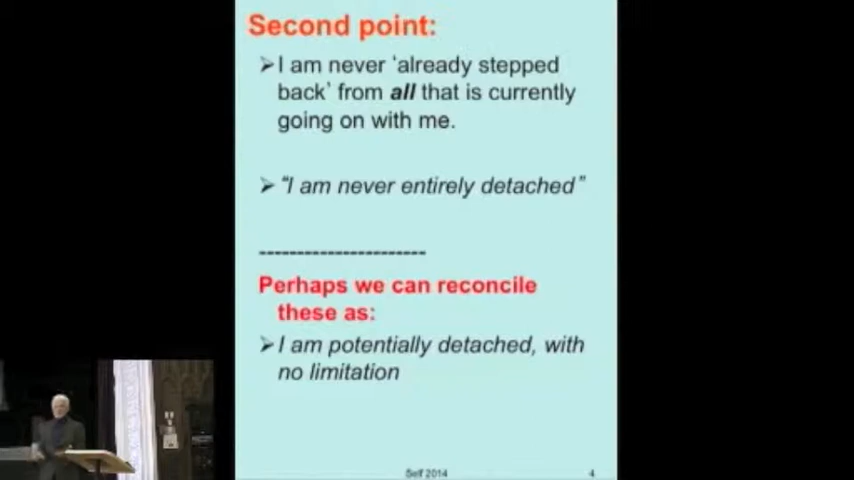 Second point:
➢I am never 'already stepped
back' from all that is currently
going on with me.
➢ "I am never entirely detached"
-----------------------
Perhaps we can reconcile
these as:
➢I am potentially detached, with
no limitation
Self 2014 4